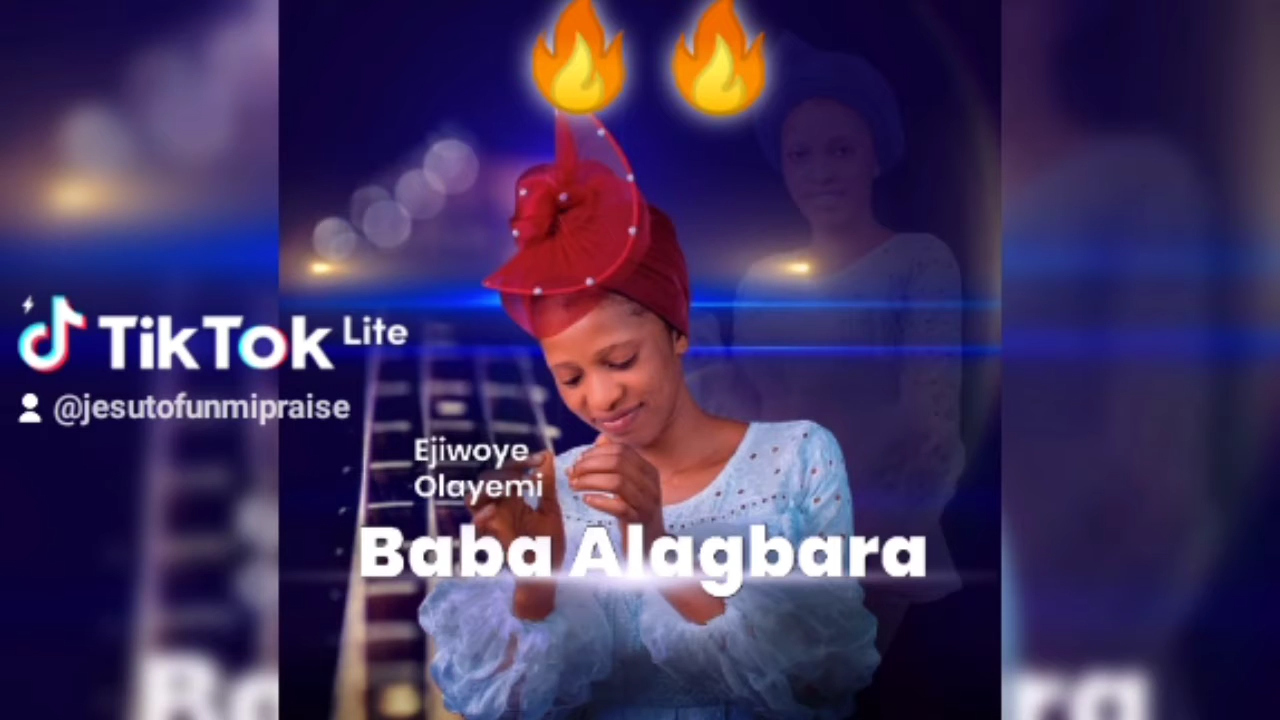 TikTok Lite
@jesutofunmipraise
Ejiwoye
Olayemi
Baba Alagbara